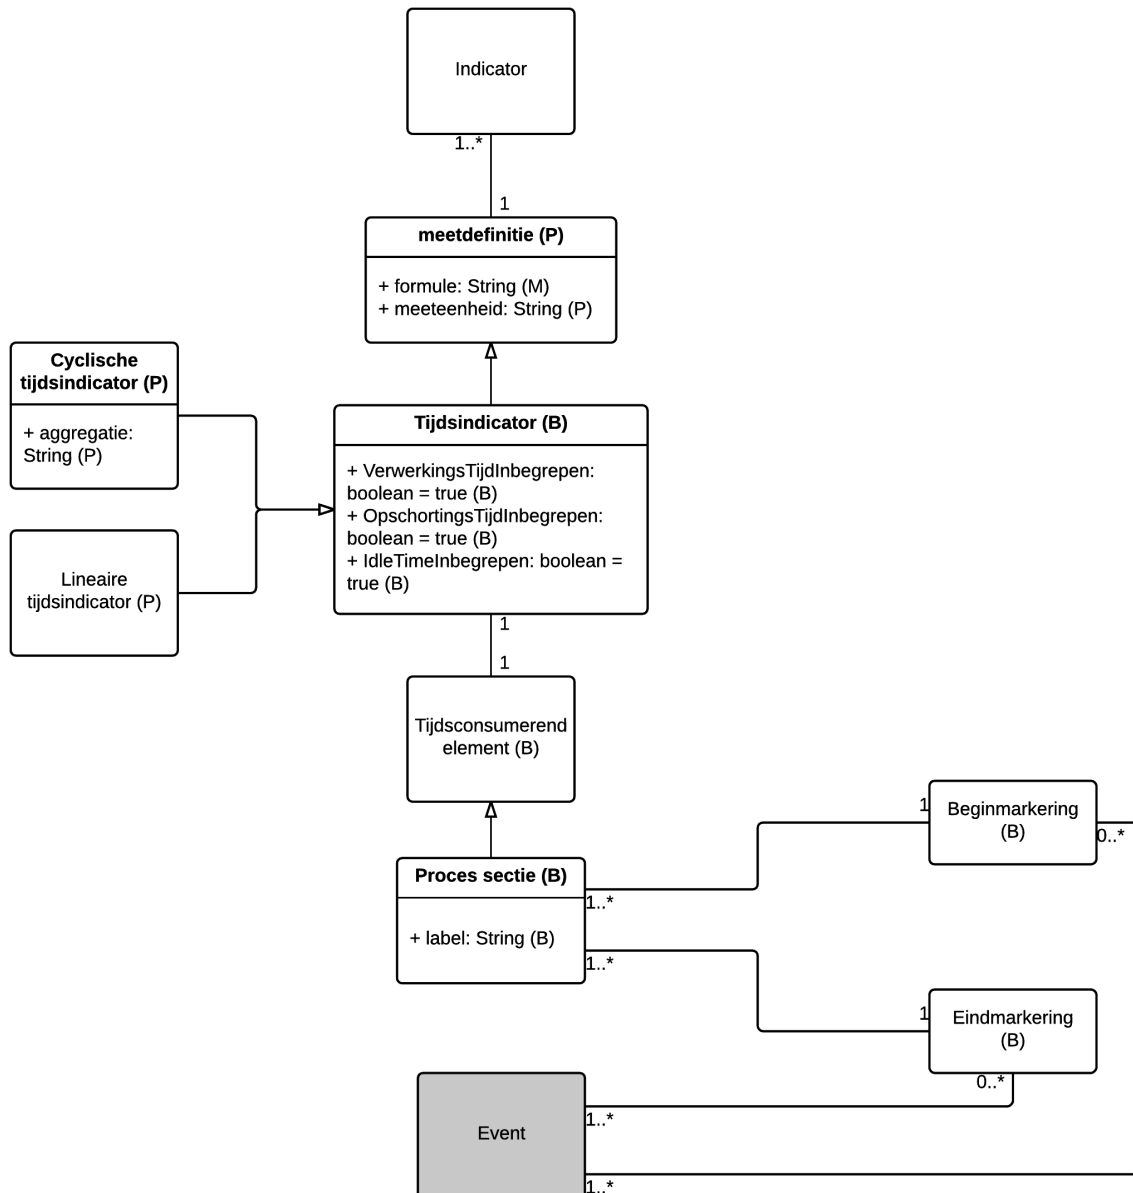 Indicator
1..*
1
meetdefinitie (P)
+ formule: String (M)
+ meeteenheid: String (P)
Cyclische
tijdsindicator (P)
+ aggregatie:
String (P)
Lineaire
tijdsindicator (P)
Tijdsindicator (B)
+ VerwerkingsTijdInbegrepen:
boolean = true (B)
+ OpschortingsTijdInbegrepen:
boolean = true (B)
+ IdleTimeInbegrepen: boolean =
true (B)
1
1
Tijdsconsumerend
element (B)
Proces sectie (B)
+ label: String (B)
1..*
1..*
1
Beginmarkering
(B)
0..*
1
Eindmarkering
(B)
0..*
Event
1..*
1..*